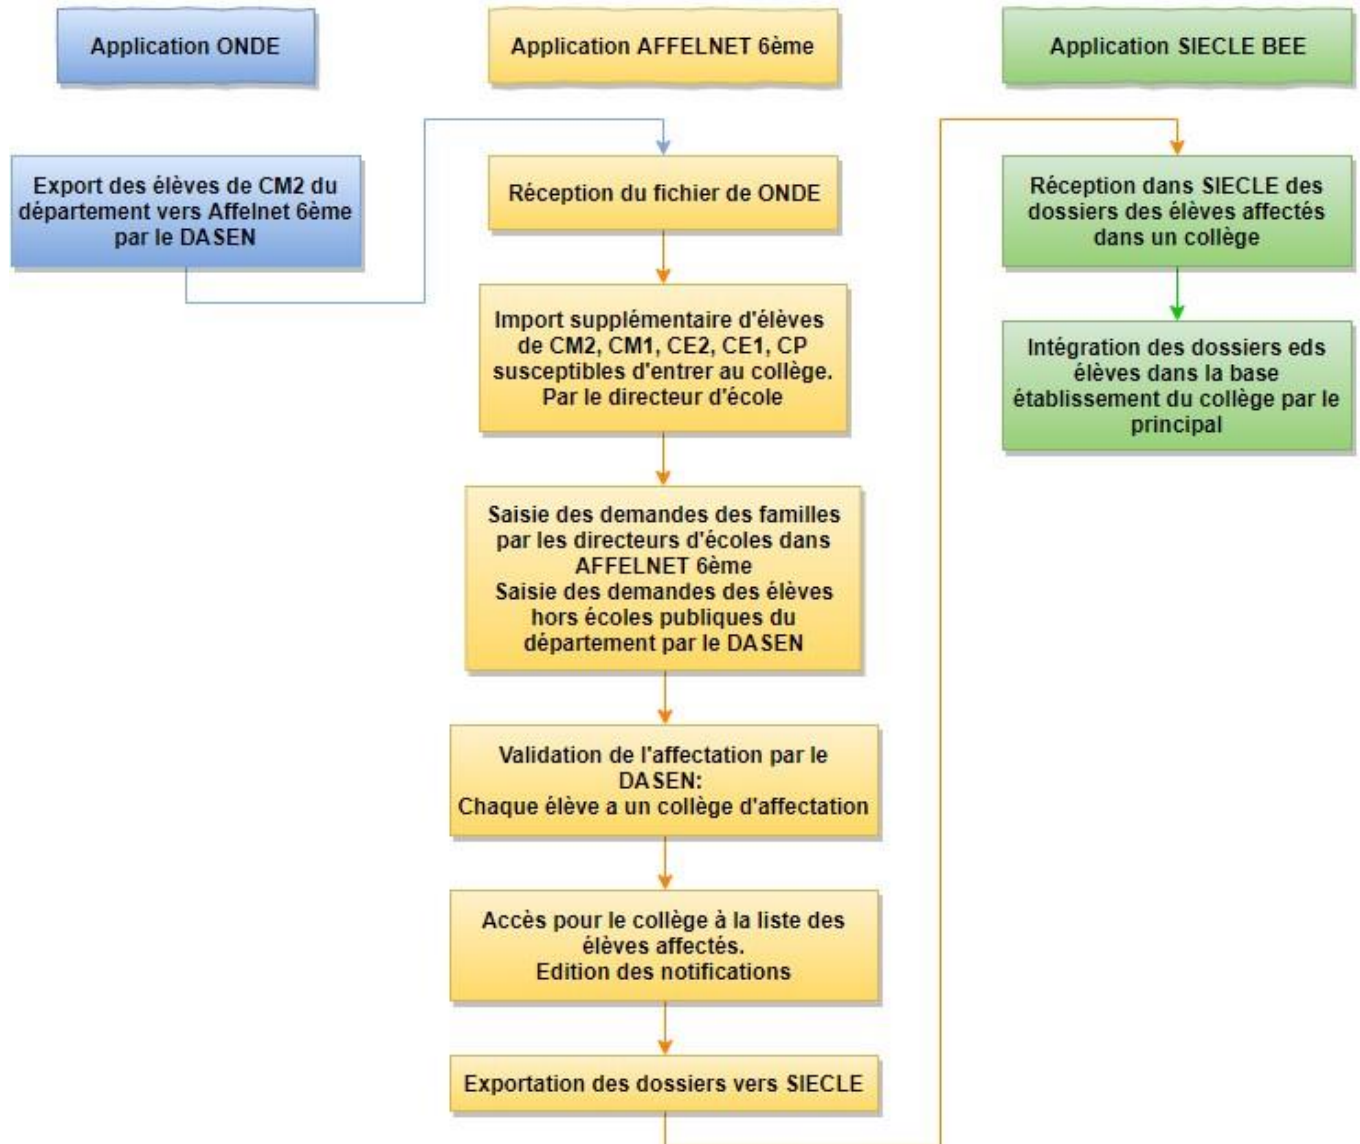 Application ONDE
Application AFFELNET 6ème
Application SIECLE BEE
Export des élèves de CM2 du
département vers Affelnet 6ème
par le DASEN
Réception du fichier de ONDE
Import supplémentaire d'élèves
de CM2, CM1, CE2, CE1, CP
susceptibles d'entrer au collège.
Par le directeur d'école
Saisie des demandes des familles
par les directeurs d'écoles dans
AFFELNET 6ème
Saisie des demandes des élèves
hors écoles publiques du
département par le DASEN
Validation de l'affectation par le
DASEN:
Chaque élève a un collège d'affectation
Accès pour le collège à la liste des
élèves affectés.
Edition des notifications
Exportation des dossiers vers SIECLE
Réception dans SIECLE des
dossiers des élèves affectés
dans un collège
Intégration des dossiers eds
élèves dans la base
établissement du collège par le
principal